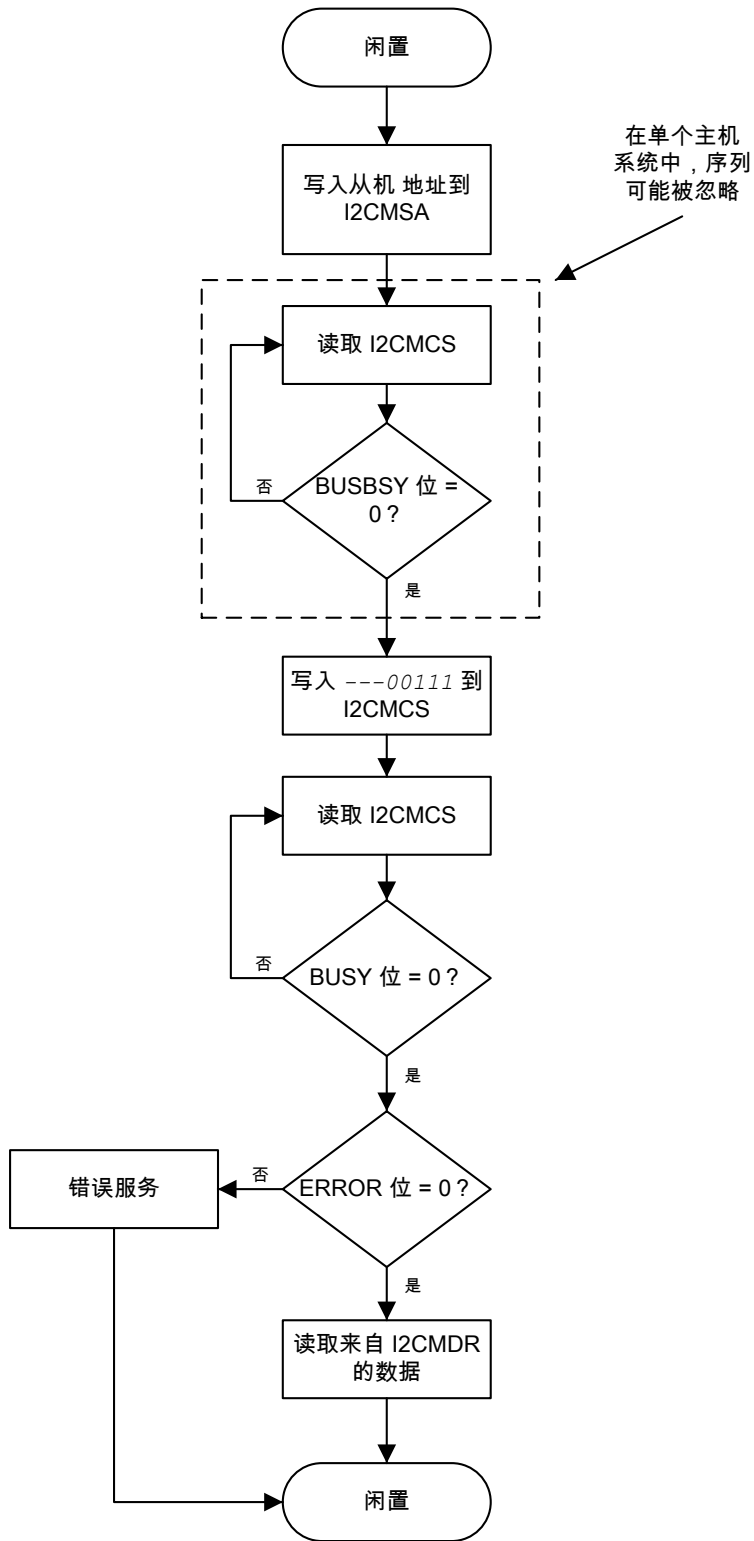 闲置
在单个主机
系统中，序列
可能被忽略
写入从机 地址到
I2CMSA
读取 I2CMCS
否
BUSBSY 位 =
0？
是
写入 ---00111 到
I2CMCS
读取 I2CMCS
否
BUSY 位 = 0？
是
错误服务
否
ERROR 位 = 0？
是
读取来自 I2CMDR
的数据
闲置